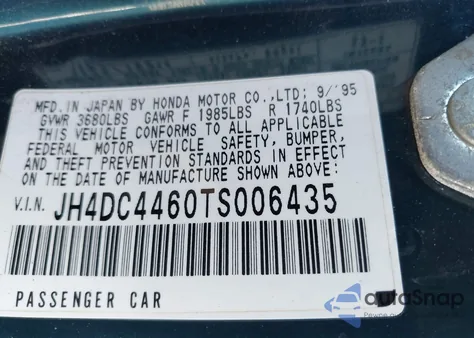 MFD. IN JAPAN BY HONDA MOTOR CO.,LTD; 9/'95
GVWR 3680LBS GAWR F 1985LBS R 1740LBS
THIS VEHICLE CONFORMS TO ALL APPLICABLE
FEDERAL MOTOR VEHICLE SAFETY, BUMPER,
AND THEFT PREVENTION STANDARDS IN EFFECT
ON THE DATE OF MANUFACTURE SHOWN ABOVE:
V.I.N. JH4DC4460TS006435
PASSENGER CAR
autoSnap